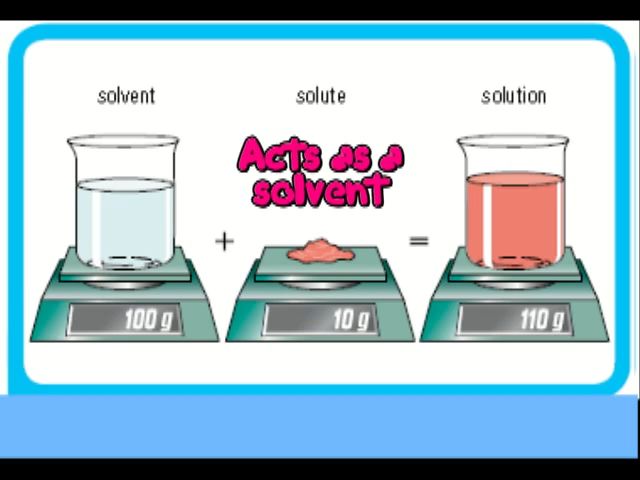 solvent solute solution
Acts as a
solvent
+ =
100 g 10 g 110 g